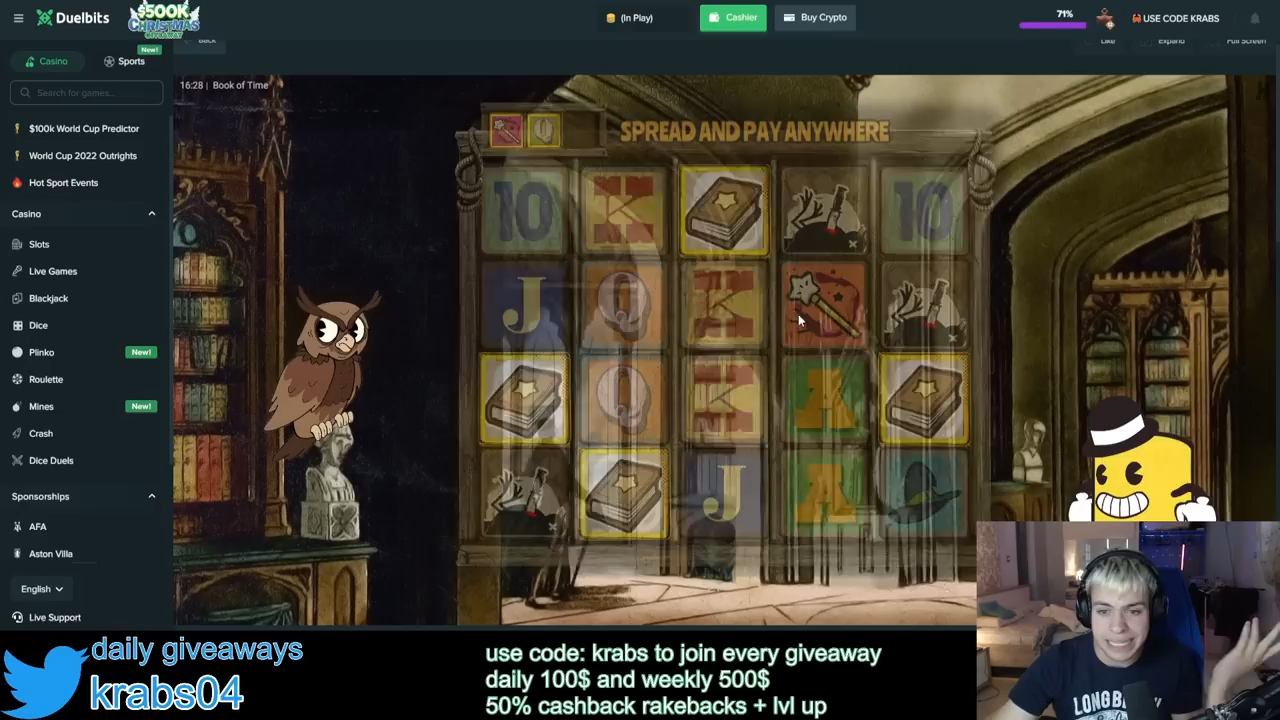 Duelbits
$500K
CHRISTMAS
GIVEAWAY
(In Play)
Cashier
Buy Crypto
71%
USE CODE KRABS
Back
Like
Expand
Full Screen
New!
Casino
Sports
Search for games...
16:28 | Book of Time
$100k World Cup Predictor
World Cup 2022 Outrights
Hot Sport Events
Casino
Slots
Live Games
Blackjack
Dice
Plinko
New!
Roulette
Mines
New!
Crash
Dice Duels
Sponsorships
AFA
Aston Villa
English
Live Support
SPREAD AND PAY ANYWHERE
10 K 10
J Q K
Q K A
J A
daily giveaways
krabs04
use code: krabs to join every giveaway
daily 100$ and weekly 500$
50% cashback rakebacks + lvl up
LONG